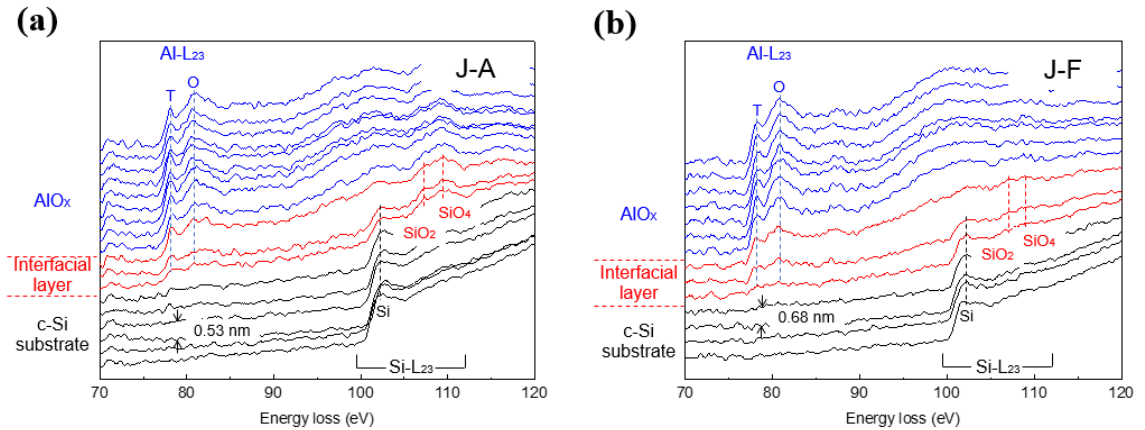 (a)
Al-L23
J-A
T
O
AlOx
SiO4
SiO2
Interfacial
layer
Si
0.53 nm
c-Si
substrate
Si-L23
70 80 90 100 110 120
Energy loss (eV)
(b)
Al-L23
J-F
T
O
AlOx
SiO4
SiO2
Interfacial
layer
0.68 nm
Si
c-Si
substrate
Si-L23
70 80 90 100 110 120
Energy loss (eV)